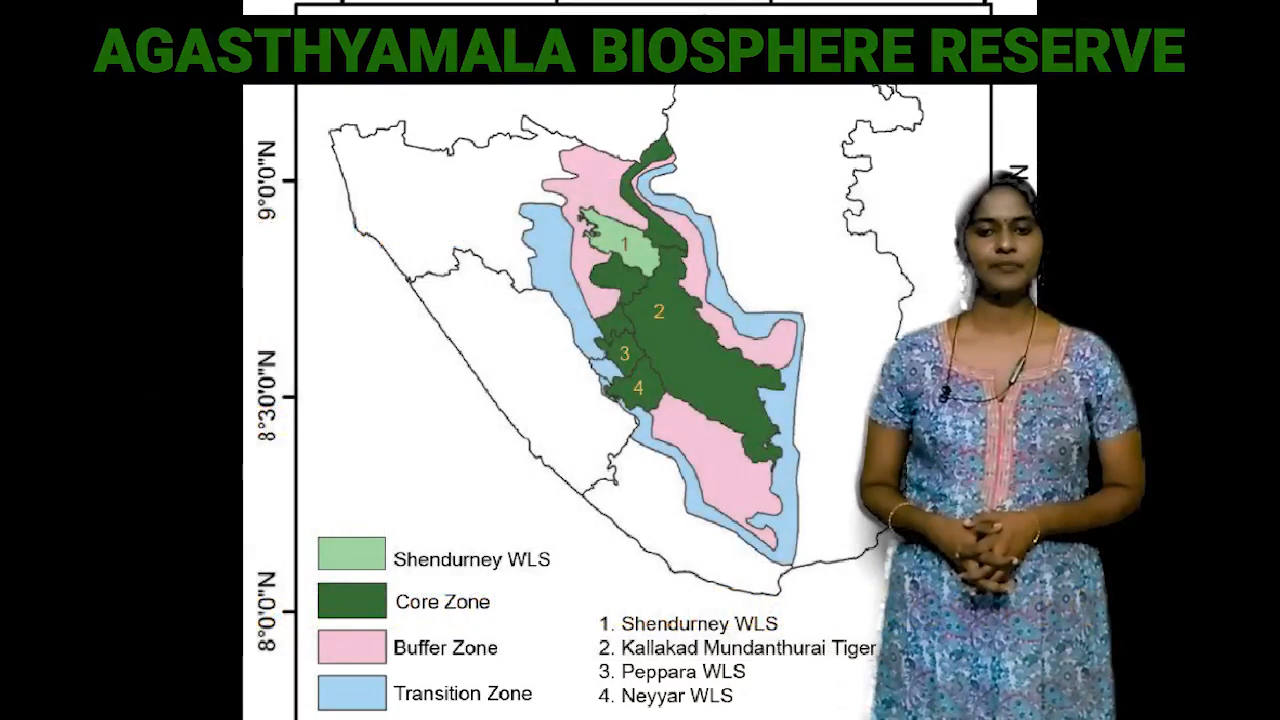 AGASTHYAMALA BIOSPHERE RESERVE
N
9°0'0"N
1
2
3
8°30'0"N
4
Shendurney WLS
Core Zone
Buffer Zone
Transition Zone
8°0'0"N
1. Shendurney WLS
2. Kallakad Mundanthurai Tiger
3. Peppara WLS
4. Neyyar WLS